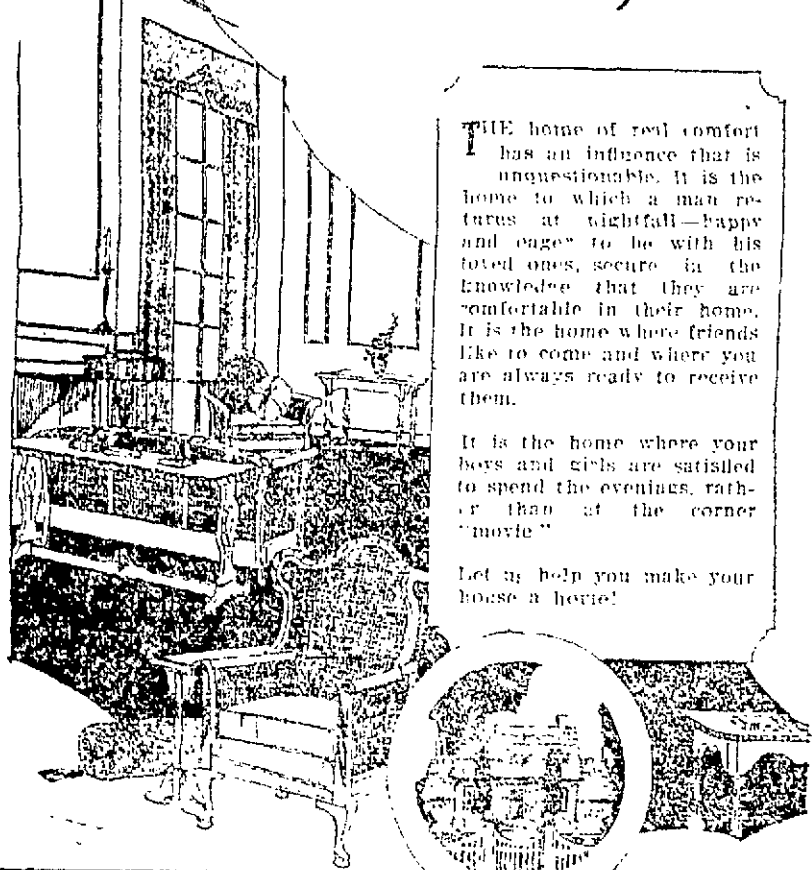 THE home of real comfort
has an influence that is
unquestionable. It is the
home to which a man re-
turns at nightfall—happy
and eager to be with his
loved ones, secure in the
knowledge that they are
comfortable in their home.
It is the home where friends
like to come and where you
are always ready to receive
them.
It is the home where your
boys and girls are satisfied
to spend the evenings, rath-
er than at the corner
"movie"
Let us help you make your
house a home!